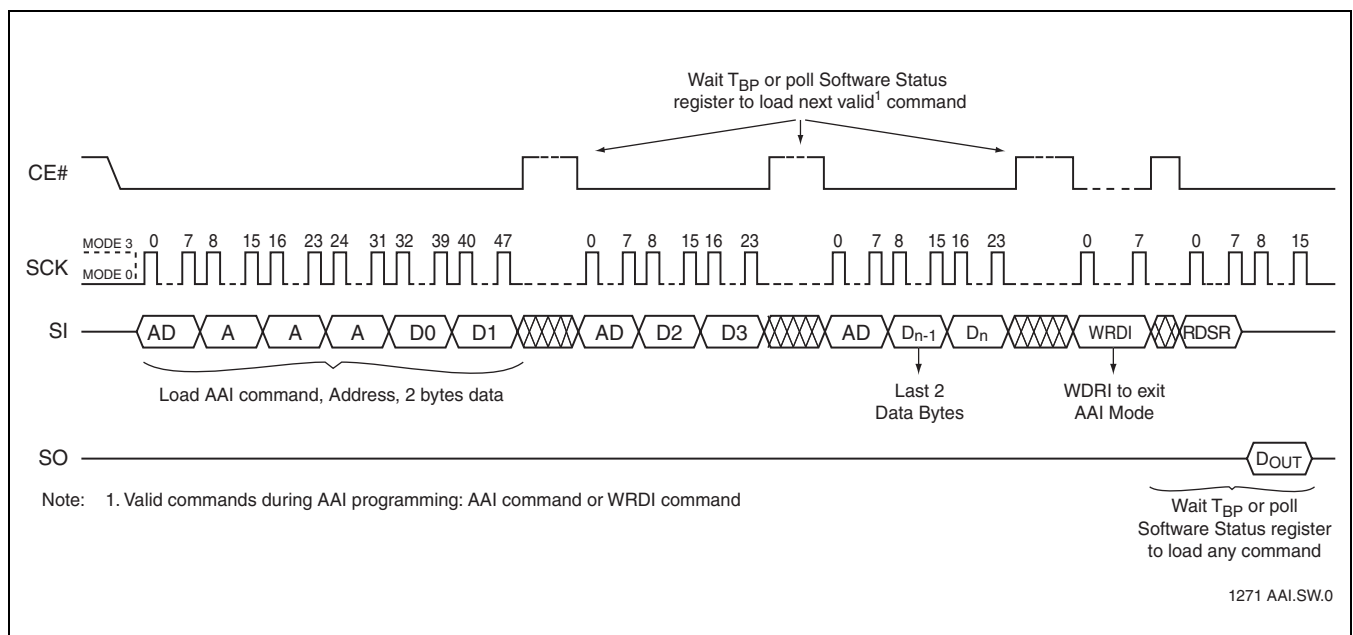 Wait TBP or poll Software Status
register to load next valid1 command
CE#
MODE 3 0 7 8 15 16 23 24 31 32 39 40 47 0 7 8 15 16 23 0 7 8 15 16 23 0 7 0 7 8 15
SCK MODE 0
SI AD A A A D0 D1 AD D2 D3 AD Dn-1 Dn WRDI RDSR
Load AAI command, Address, 2 bytes data
Last 2
Data Bytes
WDRI to exit
AAI Mode
SO DOUT
Note: 1. Valid commands during AAI programming: AAI command or WRDI command
Wait TBP or poll
Software Status register
to load any command
1271 AAI.SW.0